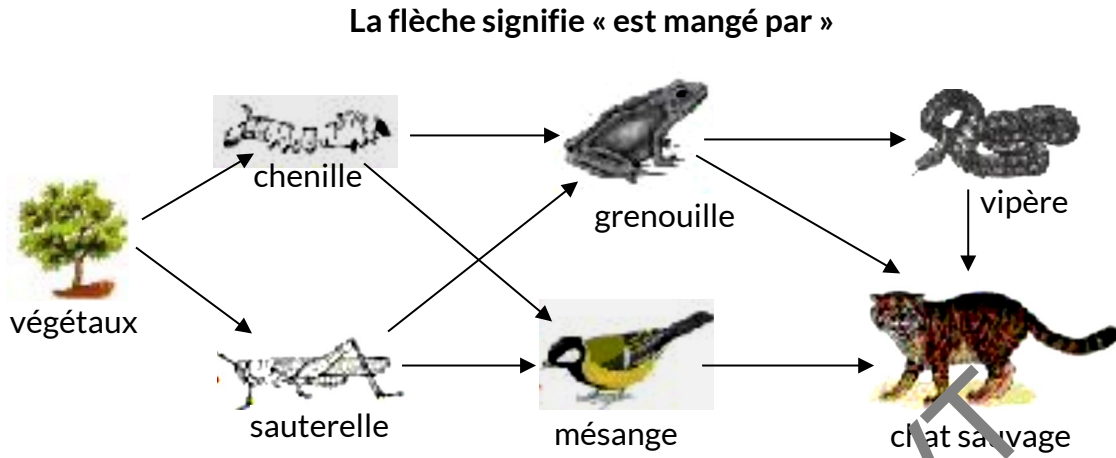 La flèche signifie « est mangé par »
chenille
grenouille
vipère
végétaux
sauterelle
mésange
chat sauvage